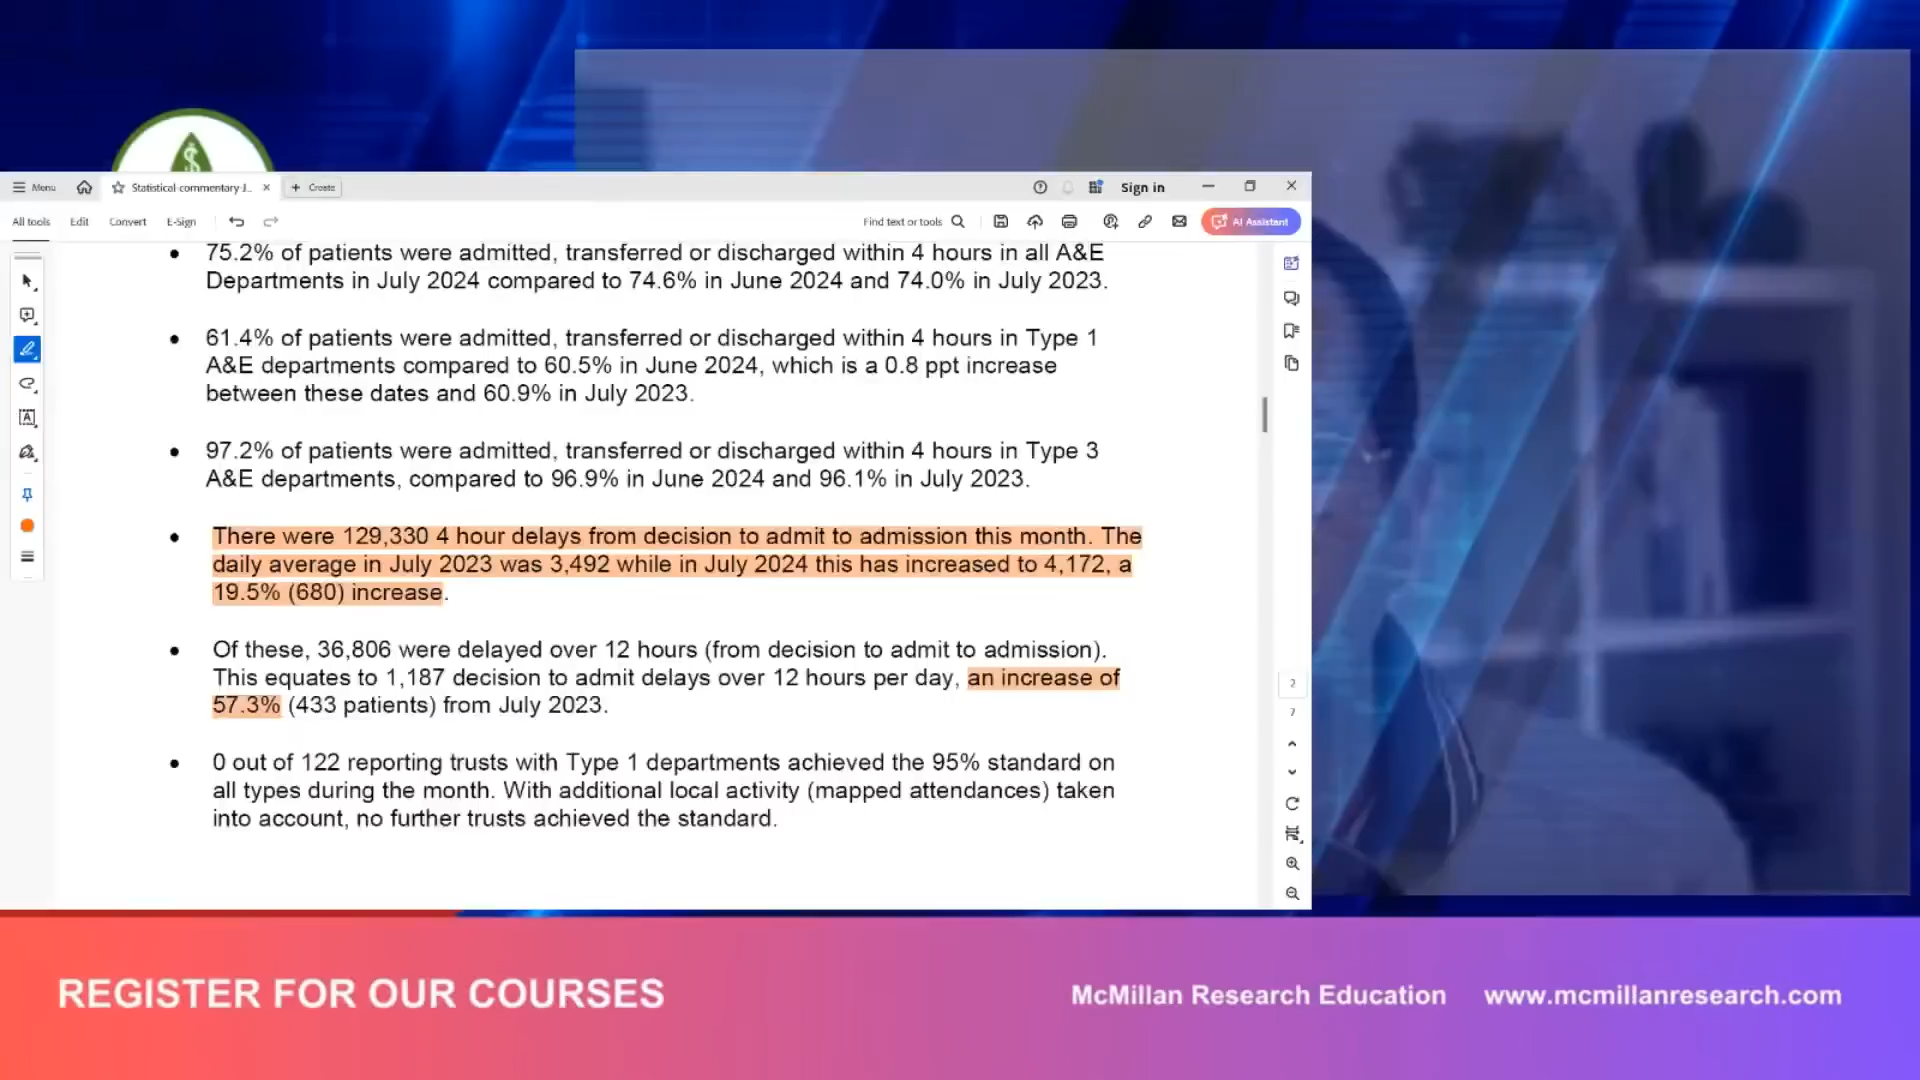 Menu
Statistical-commentary-J...
Create
Sign in
All tools
Edit
Convert
E-Sign
Find text or tools
AI Assistant
• 75.2% of patients were admitted, transferred or discharged within 4 hours in all A&E
Departments in July 2024 compared to 74.6% in June 2024 and 74.0% in July 2023.
• 61.4% of patients were admitted, transferred or discharged within 4 hours in Type 1
A&E departments compared to 60.5% in June 2024, which is a 0.8 ppt increase
between these dates and 60.9% in July 2023.
• 97.2% of patients were admitted, transferred or discharged within 4 hours in Type 3
A&E departments, compared to 96.9% in June 2024 and 96.1% in July 2023.
• There were 129,330 4 hour delays from decision to admit to admission this month. The
daily average in July 2023 was 3,492 while in July 2024 this has increased to 4,172, a
19.5% (680) increase.
• Of these, 36,806 were delayed over 12 hours (from decision to admit to admission).
This equates to 1,187 decision to admit delays over 12 hours per day, an increase of
57.3% (433 patients) from July 2023.
• 0 out of 122 reporting trusts with Type 1 departments achieved the 95% standard on
all types during the month. With additional local activity (mapped attendances) taken
into account, no further trusts achieved the standard.
2
7
REGISTER FOR OUR COURSES
McMillan Research Education
www.mcmillanresearch.com